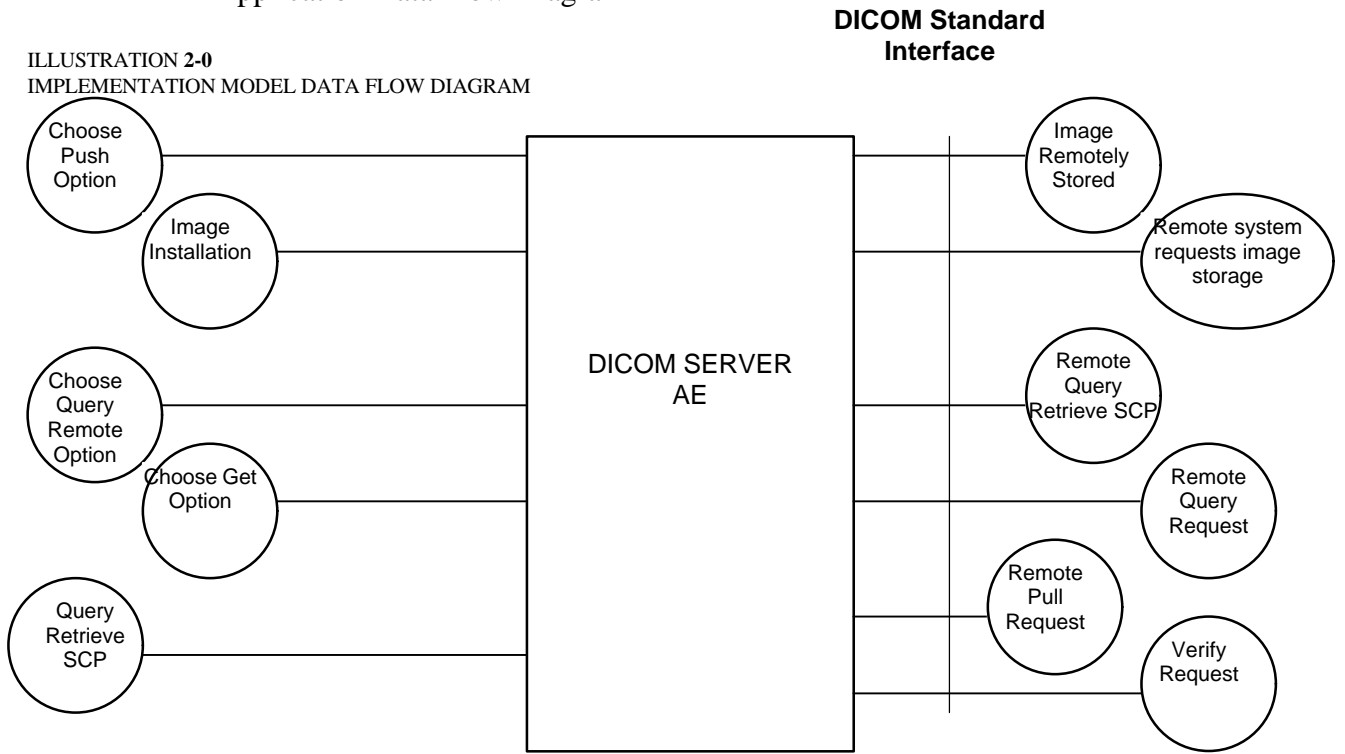 DICOM Standard
Interface
ILLUSTRATION 2-0
IMPLEMENTATION MODEL DATA FLOW DIAGRAM
Choose
Push
Option
Image
Installation
Choose
Query
Remote
Option
Choose Get
Option
Query
Retrieve
SCP
DICOM SERVER
AE
Image
Remotely
Stored
Remote system
requests image
storage
Remote
Query
Retrieve SCP
Remote
Query
Request
Remote
Pull
Request
Verify
Request